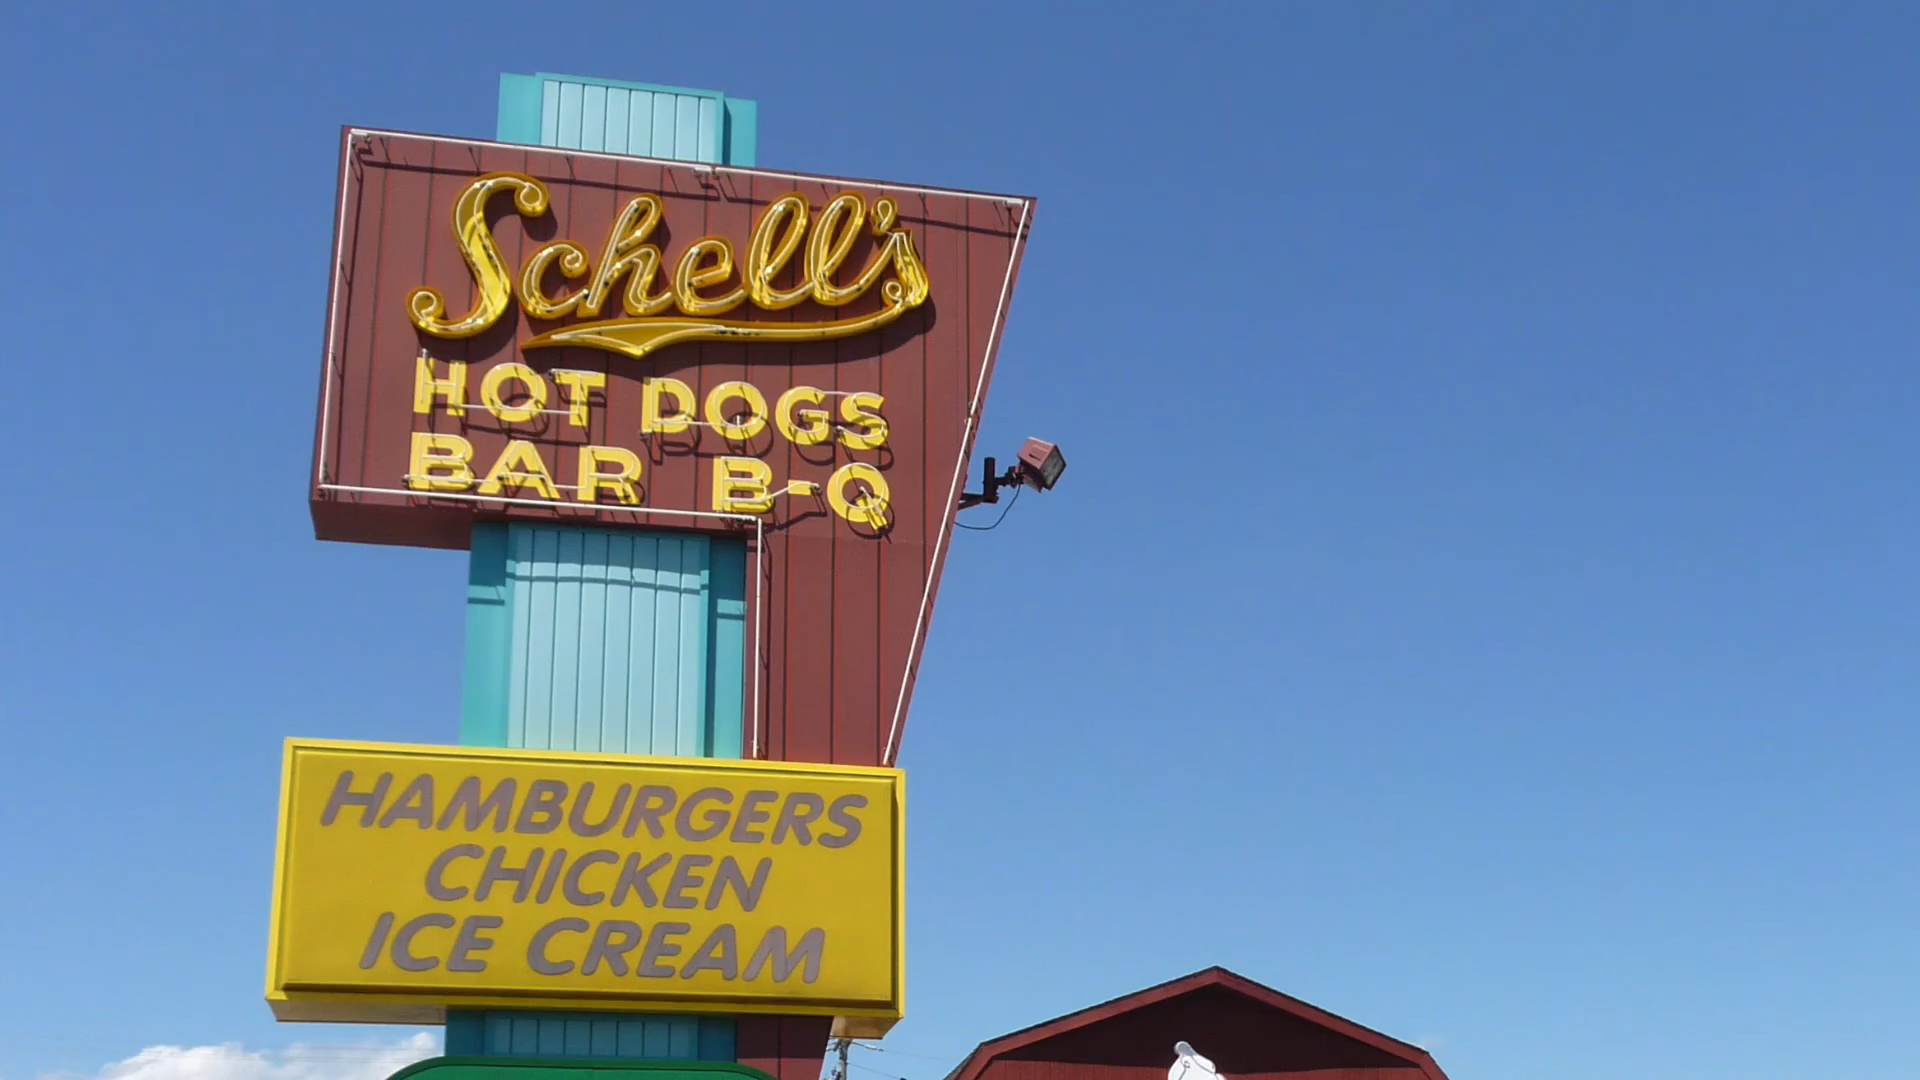 Schell's
HOT DOGS
BAR B-Q
HAMBURGERS
CHICKEN
ICE CREAM